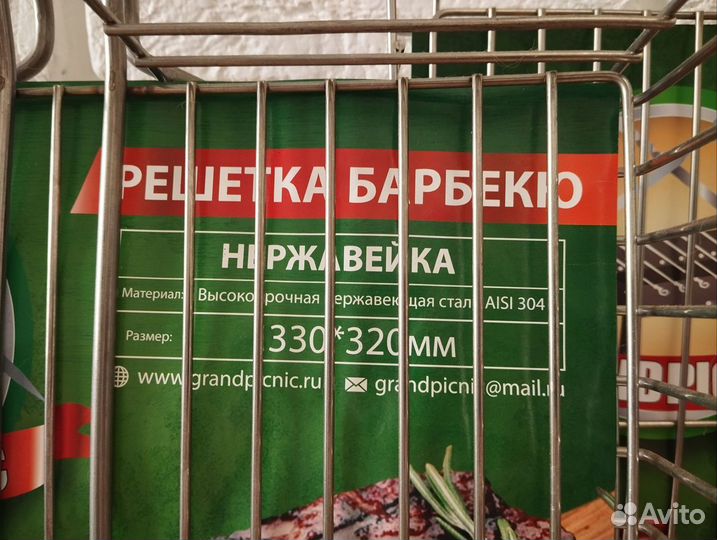 РЕШЕТКА БАРБЕКЮ
НЕРЖАВЕЙКА
Материал: Высокопрочная нержавеющая сталь AISI 304
Размер: 330*320мм
www.grandpicnic.ru grandpicnic@mail.ru
Avito